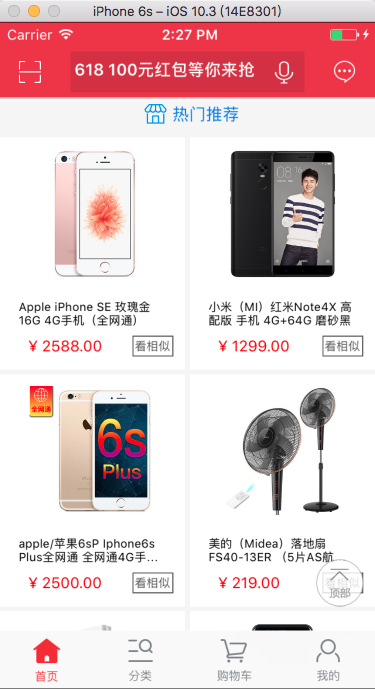 iPhone 6s – iOS 10.3 (14E8301)
Carrier 2:27 PM
618 100元红包等你来抢
热门推荐
Apple iPhone SE 玫瑰金
16G 4G手机（全网通）
¥ 2588.00 看相似
小米（MI）红米Note4X 高
配版 手机 4G+64G 磨砂黑
¥ 1299.00 看相似
全网通
6s
Plus
apple/苹果6sP Iphone6s
Plus全网通 全网通4G手...
¥ 2500.00 看相似
08 16
美的（Midea）落地扇
FS40-13ER （5片AS航
¥ 219.00 看相似
顶部
首页
分类
购物车
我的